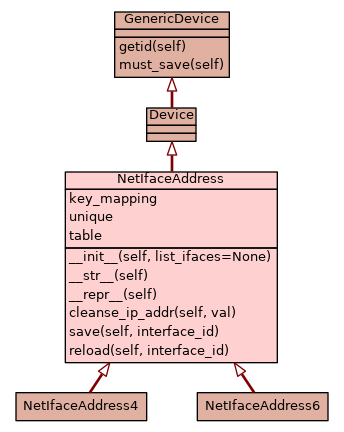 GenericDevice
getid(self)
must_save(self)
Device
NetIfaceAddress
key_mapping
unique
table
__init__(self, list_ifaces=None)
__str__(self)
__repr__(self)
cleanse_ip_addr(self, val)
save(self, interface_id)
reload(self, interface_id)
NetIfaceAddress4
NetIfaceAddress6